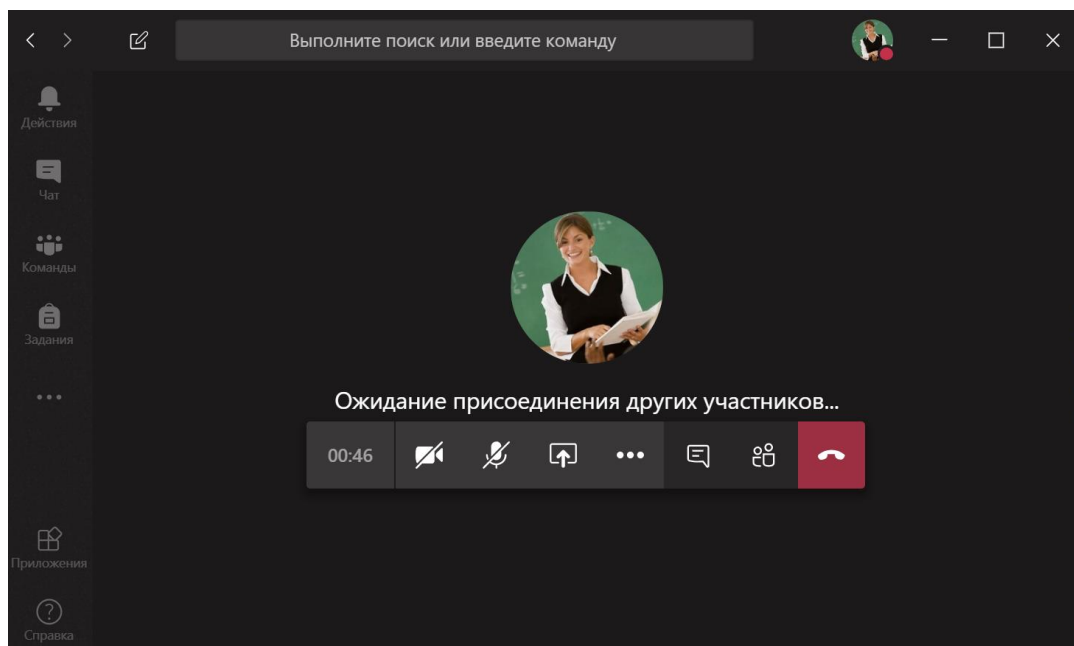 Выполните поиск или введите команду
Действия
Чат
Команды
Задания
Ожидание присоединения других участников...
00:46
Приложения
Справка